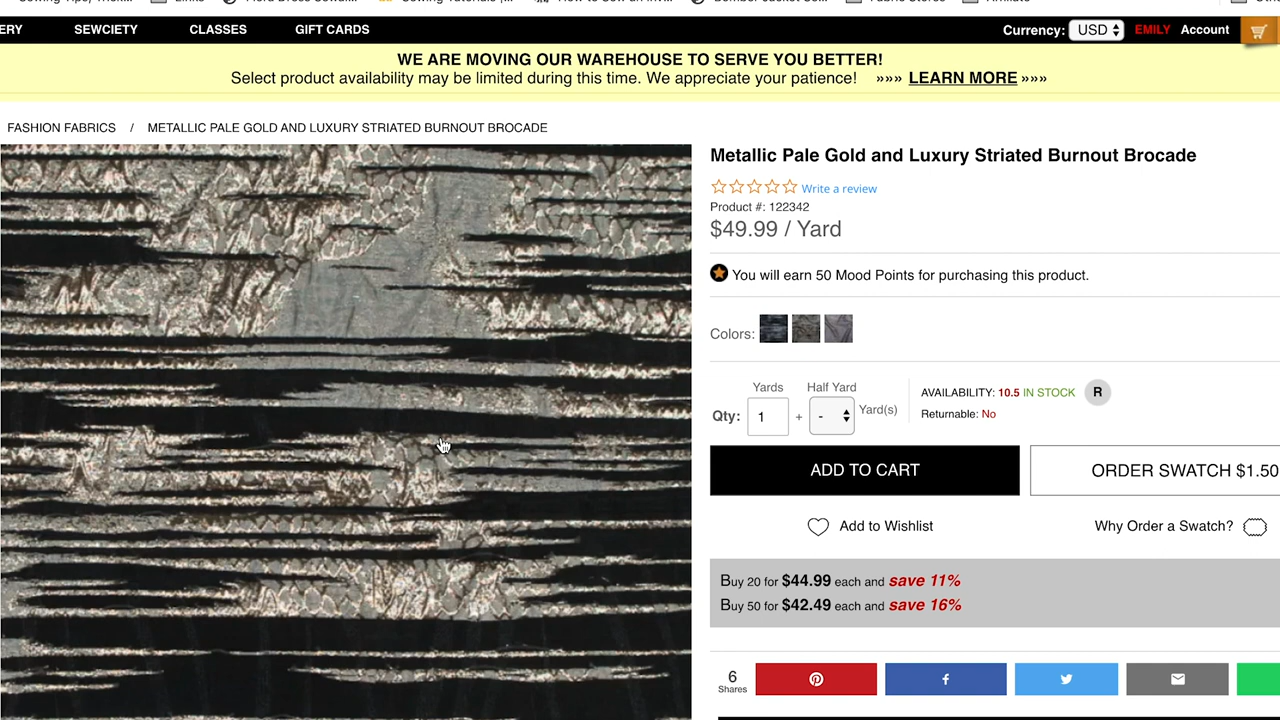 ERY SEWCIETY CLASSES GIFT CARDS Currency: USD EMILY Account
WE ARE MOVING OUR WAREHOUSE TO SERVE YOU BETTER!
Select product availability may be limited during this time. We appreciate your patience! »»» LEARN MORE »»»
FASHION FABRICS / METALLIC PALE GOLD AND LUXURY STRIATED BURNOUT BROCADE
Metallic Pale Gold and Luxury Striated Burnout Brocade
Write a review
Product #: 122342
$49.99 / Yard
You will earn 50 Mood Points for purchasing this product.
Colors:
Yards Half Yard
Qty: 1 + - Yard(s)
AVAILABILITY: 10.5 IN STOCK R
Returnable: No
ADD TO CART ORDER SWATCH $1.50
Add to Wishlist Why Order a Swatch?
Buy 20 for $44.99 each and save 11%
Buy 50 for $42.49 each and save 16%
6
Shares